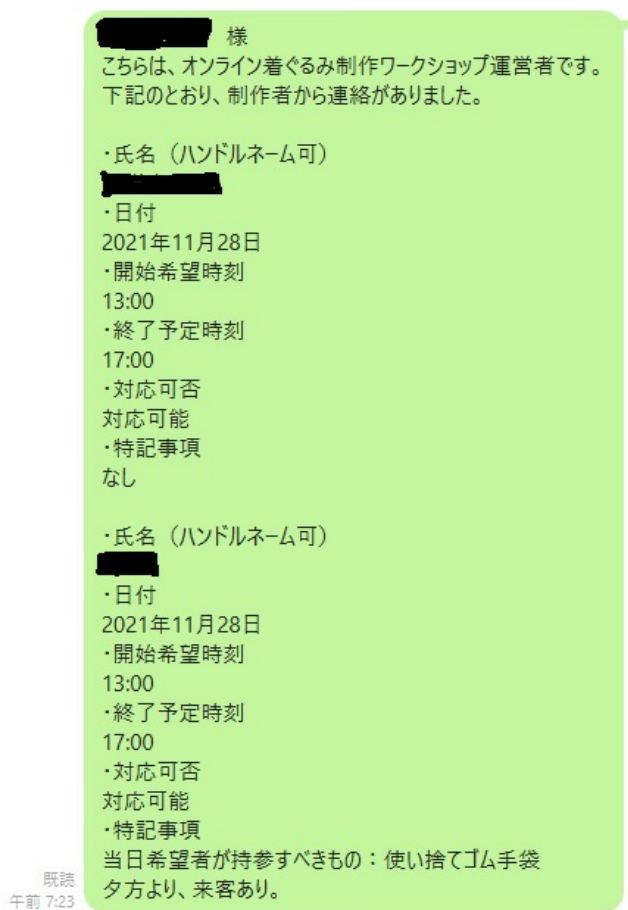 様
こちらは、オンライン着ぐるみ制作ワークショップ運営者です。
下記のとおり、制作者から連絡がありました。
・氏名（ハンドルネーム可）
・日付
2021年11月28日
・開始希望時刻
13:00
・終了予定時刻
17:00
・対応可否
対応可能
・特記事項
なし
・氏名（ハンドルネーム可）
・日付
2021年11月28日
・開始希望時刻
13:00
・終了予定時刻
17:00
・対応可否
対応可能
・特記事項
当日希望者が持参すべきもの：使い捨てゴム手袋
夕方より、来客あり。
既読
午前 7:23